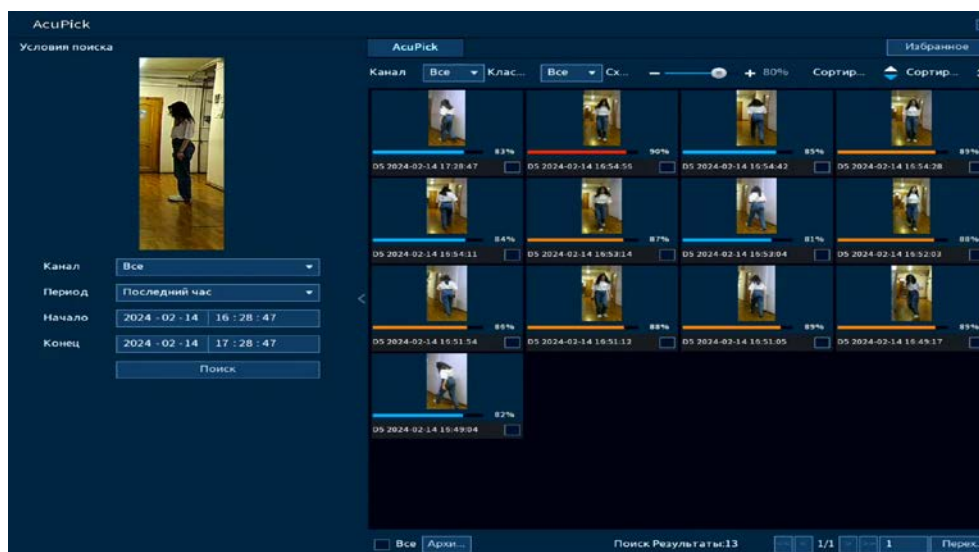 AcuPick
Условия поиска
AcuPick
Избранное
Канал Все Клас... Все Сх... 80% Сортир... Сортир...
83% 90% 85% 89%
D5 2024-02-14 17:28:47 D5 2024-02-14 16:54:56 D5 2024-02-14 16:54:42 D5 2024-02-14 16:54:28
84% 87% 81% 88%
D5 2024-02-14 16:54:11 D5 2024-02-14 16:53:14 D5 2024-02-14 16:53:04 D5 2024-02-14 16:52:03
86% 88% 89% 89%
D5 2024-02-14 16:51:54 D5 2024-02-14 16:51:12 D5 2024-02-14 16:51:05 D5 2024-02-14 16:49:17
82%
D5 2024-02-14 16:49:04
Канал Все
Период Последний час
Начало 2024 - 02 - 14 16 : 28 : 47
Конец 2024 - 02 - 14 17 : 28 : 47
Поиск
Все Архи... Поиск Результаты:13 1/1 1 Перех.